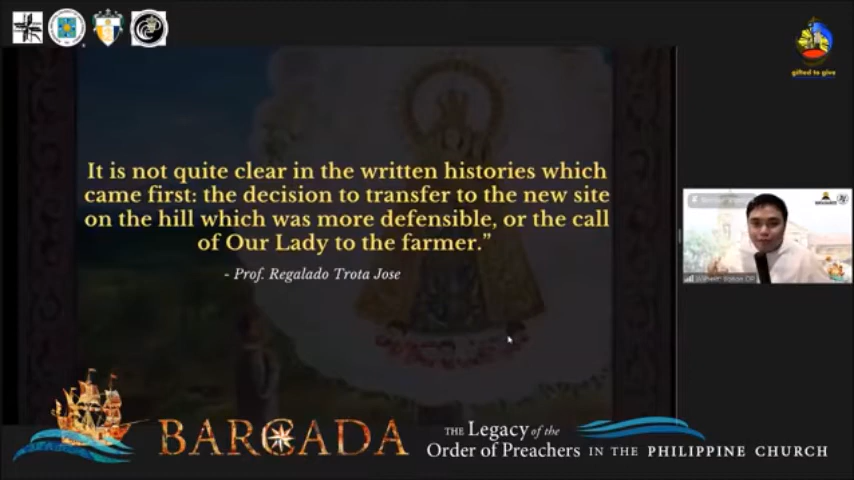 gifted to give
It is not quite clear in the written histories which
came first: the decision to transfer to the new site
on the hill which was more defensible, or the call
of Our Lady to the farmer.”
- Prof. Regalado Trota Jose
BARCADA
THE Legacy of the
Order of Preachers IN THE PHILIPPINE CHURCH